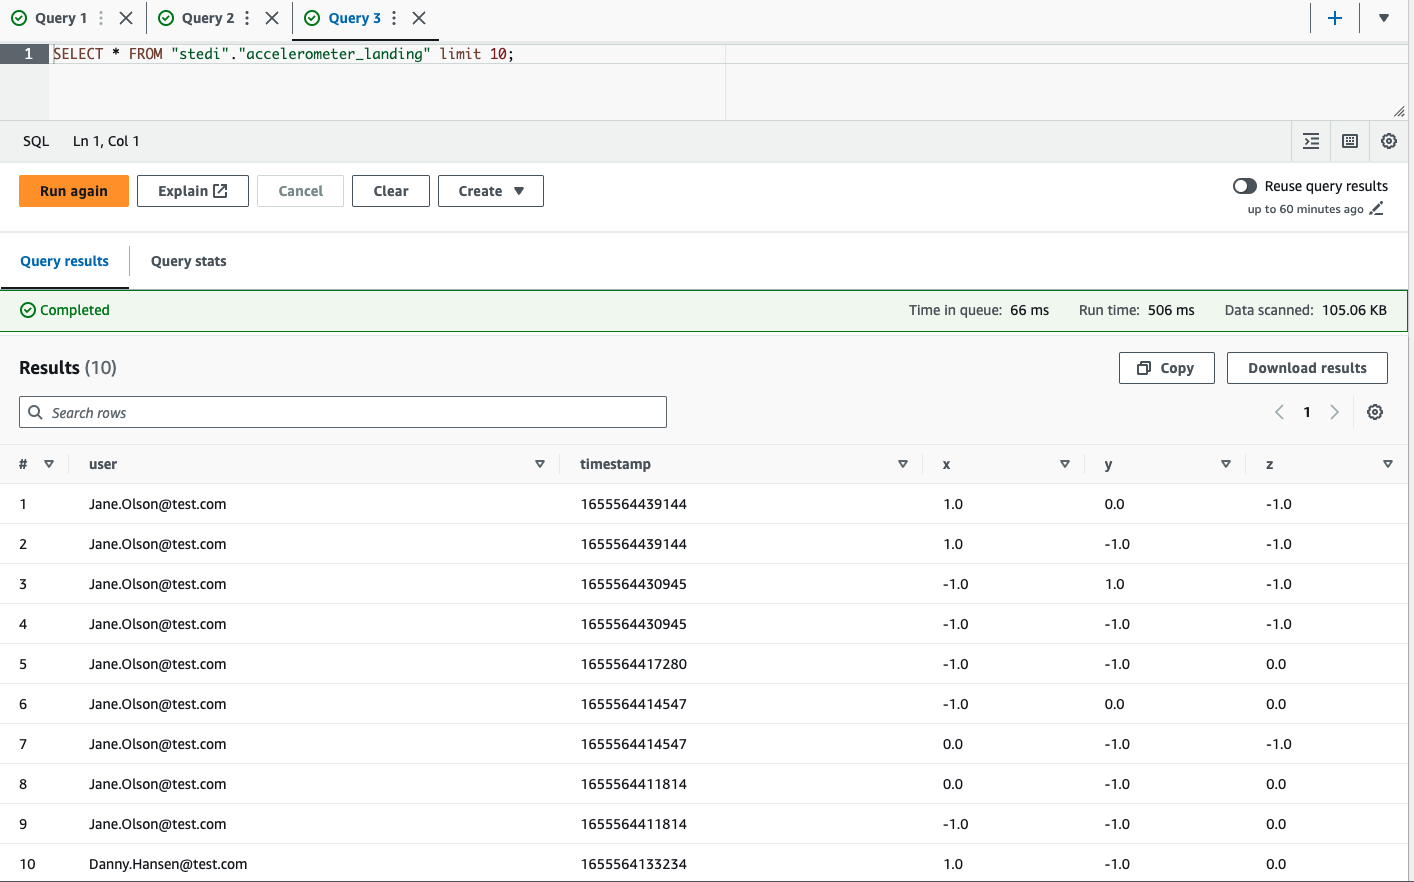 Query 1 Query 2 Query 3
1 SELECT * FROM "stedi"."accelerometer_landing" limit 10;
SQL Ln 1, Col 1
Run again Explain Cancel Clear Create Reuse query results
up to 60 minutes ago
Query results Query stats
Completed Time in queue: 66 ms Run time: 506 ms Data scanned: 105.06 KB
Results (10) Copy Download results
Search rows 1
# user timestamp x y z
1 Jane.Olson@test.com 1655564439144 1.0 0.0 -1.0
2 Jane.Olson@test.com 1655564439144 1.0 -1.0 -1.0
3 Jane.Olson@test.com 1655564430945 -1.0 1.0 -1.0
4 Jane.Olson@test.com 1655564430945 -1.0 -1.0 -1.0
5 Jane.Olson@test.com 1655564417280 -1.0 -1.0 0.0
6 Jane.Olson@test.com 1655564414547 -1.0 0.0 0.0
7 Jane.Olson@test.com 1655564414547 0.0 -1.0 -1.0
8 Jane.Olson@test.com 1655564411814 0.0 -1.0 0.0
9 Jane.Olson@test.com 1655564411814 -1.0 -1.0 0.0
10 Danny.Hansen@test.com 1655564133234 1.0 -1.0 0.0